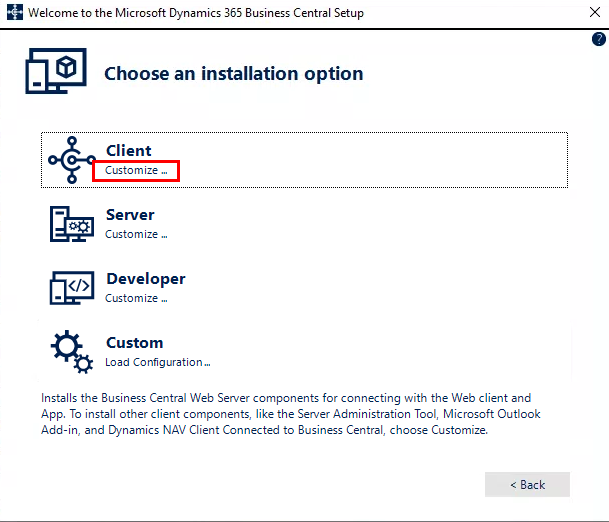 Welcome to the Microsoft Dynamics 365 Business Central Setup
?
Choose an installation option
Client
Customize ...
Server
Customize ...
Developer
Customize ...
Custom
Load Configuration ...
Installs the Business Central Web Server components for connecting with the Web client and
App. To install other client components, like the Server Administration Tool, Microsoft Outlook
Add-in, and Dynamics NAV Client Connected to Business Central, choose Customize.
< Back